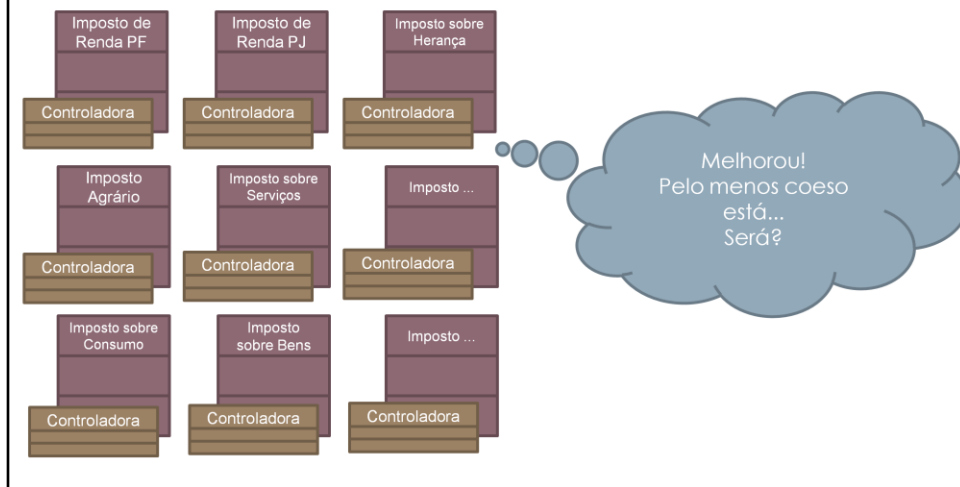 Imposto de
Renda PF
Controladora
Imposto de
Renda PJ
Controladora
Imposto sobre
Herança
Controladora
Imposto
Agrário
Controladora
Imposto sobre
Serviços
Controladora
Imposto ...
Controladora
Imposto sobre
Consumo
Controladora
Imposto
sobre Bens
Controladora
Imposto ...
Controladora
Melhorou!
Pelo menos coeso
está...
Será?